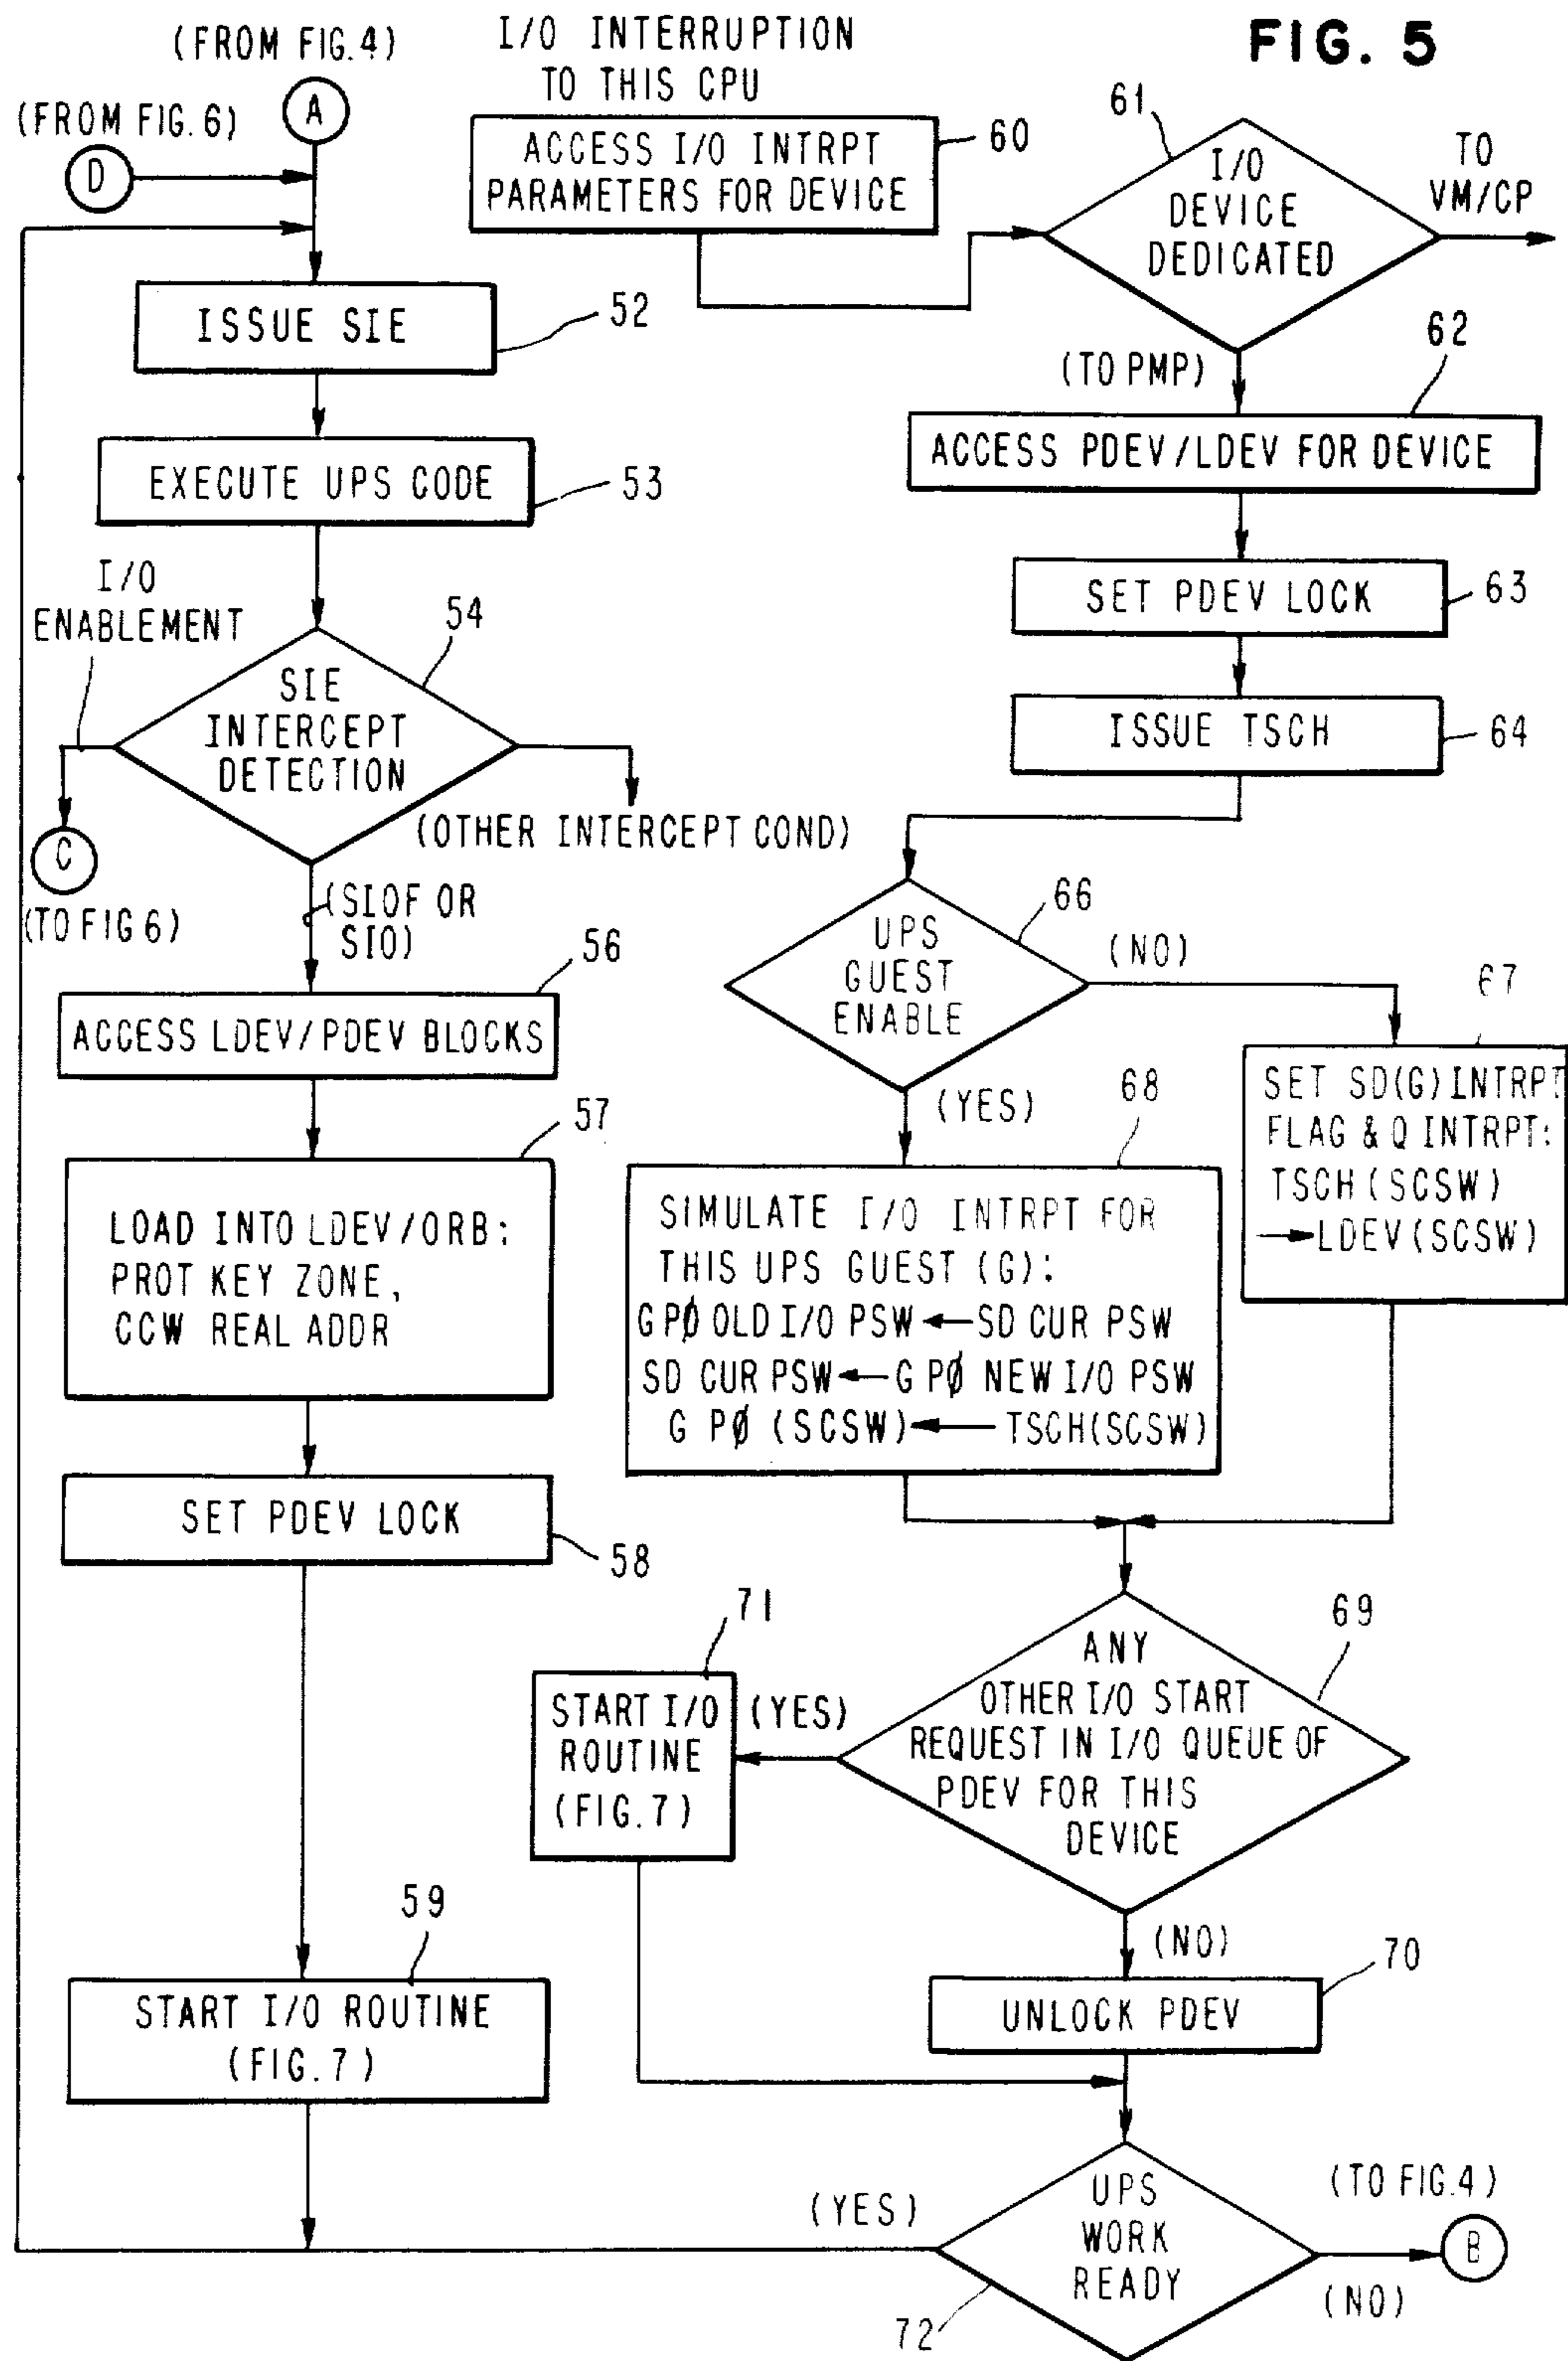 FIG. 5
(FROM FIG.4)
A
(FROM FIG. 6)
D
ISSUE SIE
52
EXECUTE UPS CODE
53
I/O
ENABLEMENT
54
SIE
INTERCEPT
DETECTION
C
(TO FIG 6)
(OTHER INTERCEPT COND)
(SIOF OR
SIO)
56
ACCESS LDEV/PDEV BLOCKS
57
LOAD INTO LDEV/ORB:
PROT KEY ZONE,
CCW REAL ADDR
SET PDEV LOCK
58
59
START I/O ROUTINE
(FIG. 7)
I/O INTERRUPTION
TO THIS CPU
ACCESS I/O INTRPT
PARAMETERS FOR DEVICE
60
61
I/O
DEVICE
DEDICATED
TO
VM/CP
(TO PMP)
62
ACCESS PDEV/LDEV FOR DEVICE
SET PDEV LOCK
63
ISSUE TSCH
64
66
UPS
GUEST
ENABLE
(NO)
67
SET SD(G) INTRPT
FLAG & Q INTRPT:
TSCH (SCSW)
→LDEV(SCSW)
(YES)
68
SIMULATE I/O INTRPT FOR
THIS UPS GUEST (G):
G PØ OLD I/O PSW ← SD CUR PSW
SD CUR PSW ← G PØ NEW I/O PSW
G PØ (SCSW) ← TSCH(SCSW)
69
ANY
OTHER I/O START
REQUEST IN I/O QUEUE OF
PDEV FOR THIS
DEVICE
(YES)
71
START I/O
ROUTINE
(FIG. 7)
(NO)
70
UNLOCK PDEV
UPS
WORK
READY
72
(YES)
(TO FIG.4)
B
(NO)